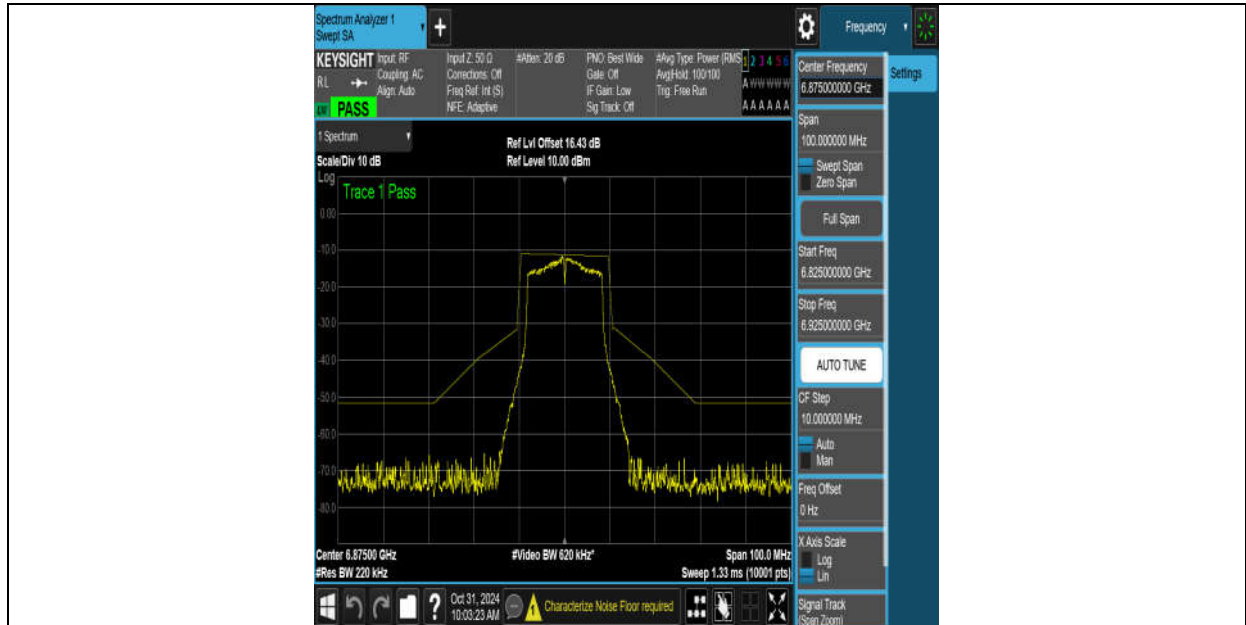 Spectrum Analyzer 1
Swept SA
+
Frequency
KEYSIGHT
RL
PASS
Input: RF
Coupling: AC
Align: Auto
Input Z: 50 Ω
Corrections: Off
Freq Ref: Int (S)
NFE: Adaptive
#Atten: 20 dB
PNO: Best Wide
Gate: Off
IF Gain: Low
Sig Track: Off
#Avg Type: Power (RMS
Avg|Hold: 100/100
Trig: Free Run
1 2 3 4 5 6
A W W W W W
A A A A A A
Center Frequency
6.875000000 GHz
Settings
Span
100.000000 MHz
Swept Span
Zero Span
Full Span
Start Freq
6.825000000 GHz
Stop Freq
6.925000000 GHz
AUTO TUNE
CF Step
10.000000 MHz
Auto
Man
Freq Offset
0 Hz
X Axis Scale
Log
Lin
Signal Track
(Span Zoom)
1 Spectrum
Scale/Div 10 dB
Ref Lvl Offset 16.43 dB
Ref Level 10.00 dBm
Log
Trace 1 Pass
0.00
-10.0
-20.0
-30.0
-40.0
-50.0
-60.0
-70.0
-80.0
Center 6.87500 GHz
#Res BW 220 kHz
#Video BW 620 kHz*
Span 100.0 MHz
Sweep 1.33 ms (10001 pts)
?
Oct 31, 2024
10:03:23 AM
Characterize Noise Floor required